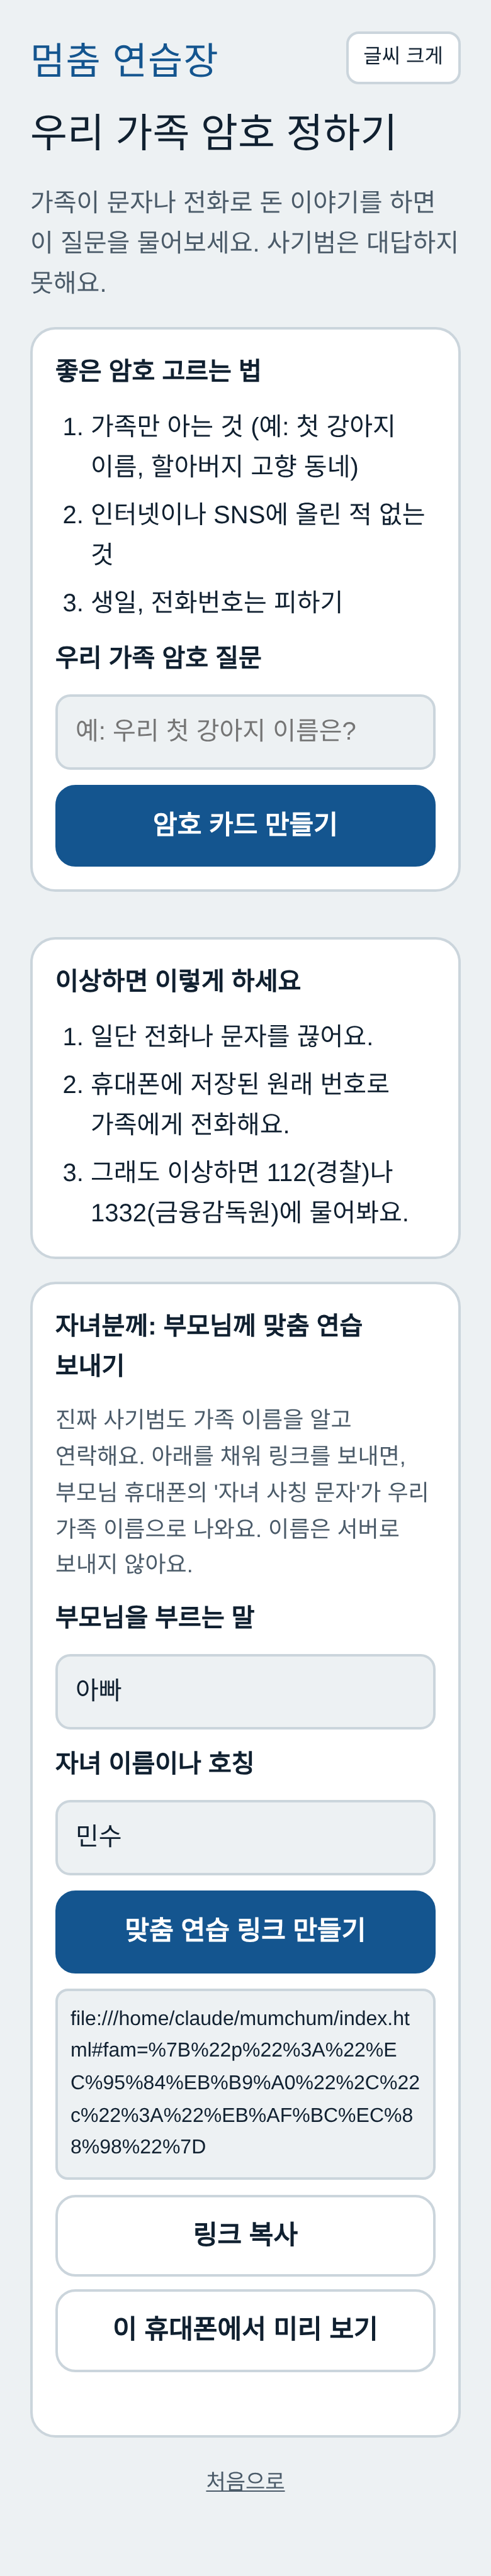 멈춤 연습장
글씨 크게
우리 가족 암호 정하기
가족이 문자나 전화로 돈 이야기를 하면
이 질문을 물어보세요. 사기범은 대답하지
못해요.
좋은 암호 고르는 법
1. 가족만 아는 것 (예: 첫 강아지
이름, 할아버지 고향 동네)
2. 인터넷이나 SNS에 올린 적 없는
것
3. 생일, 전화번호는 피하기
우리 가족 암호 질문
예: 우리 첫 강아지 이름은?
암호 카드 만들기
이상하면 이렇게 하세요
1. 일단 전화나 문자를 끊어요.
2. 휴대폰에 저장된 원래 번호로
가족에게 전화해요.
3. 그래도 이상하면 112(경찰)나
1332(금융감독원)에 물어봐요.
자녀분께: 부모님께 맞춤 연습
보내기
진짜 사기범도 가족 이름을 알고
연락해요. 아래를 채워 링크를 보내면,
부모님 휴대폰의 '자녀 사칭 문자'가 우리
가족 이름으로 나와요. 이름은 서버로
보내지 않아요.
부모님을 부르는 말
아빠
자녀 이름이나 호칭
민수
맞춤 연습 링크 만들기
file:///home/claude/mumchum/index.ht
ml#fam=%7B%22p%22%3A%22%E
C%95%84%EB%B9%A0%22%2C%22
c%22%3A%22%EB%AF%BC%EC%8
8%98%22%7D
링크 복사
이 휴대폰에서 미리 보기
처음으로